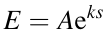 E = Ae^{ks}